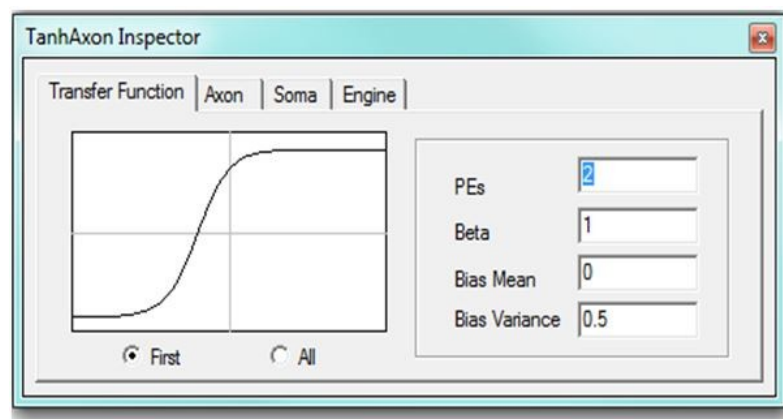 TanhAxon Inspector
Transfer Function Axon Soma Engine
PEs 2
Beta 1
Bias Mean 0
Bias Variance 0.5
First All